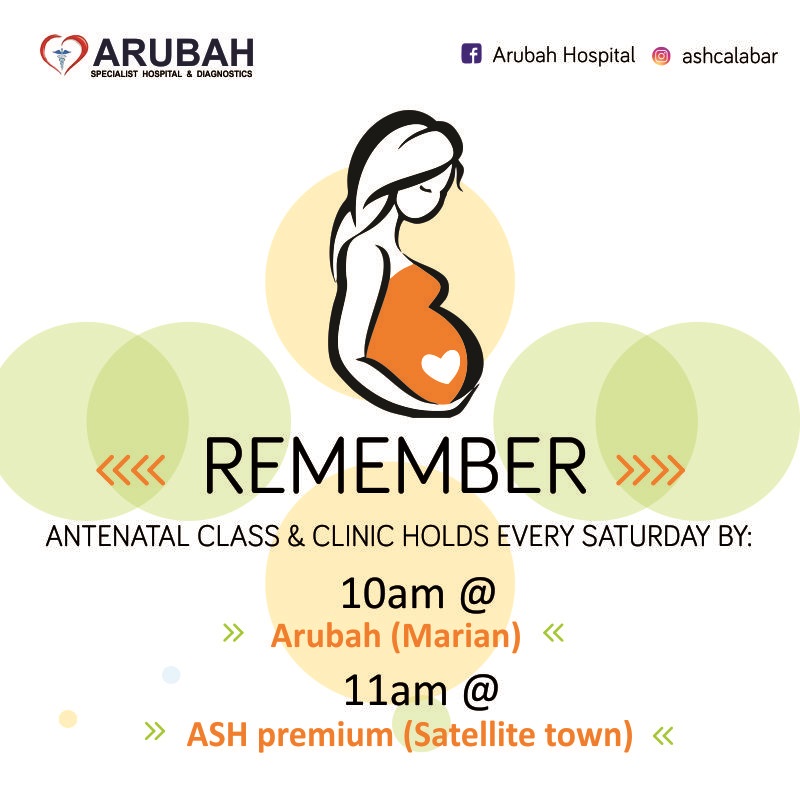 ARUBAH
SPECIALIST HOSPITAL & DIAGNOSTICS
Arubah Hospital ashcalabar
REMEMBER
ANTENATAL CLASS & CLINIC HOLDS EVERY SATURDAY BY:
10am @
Arubah (Marian)
11am @
ASH premium (Satellite town)